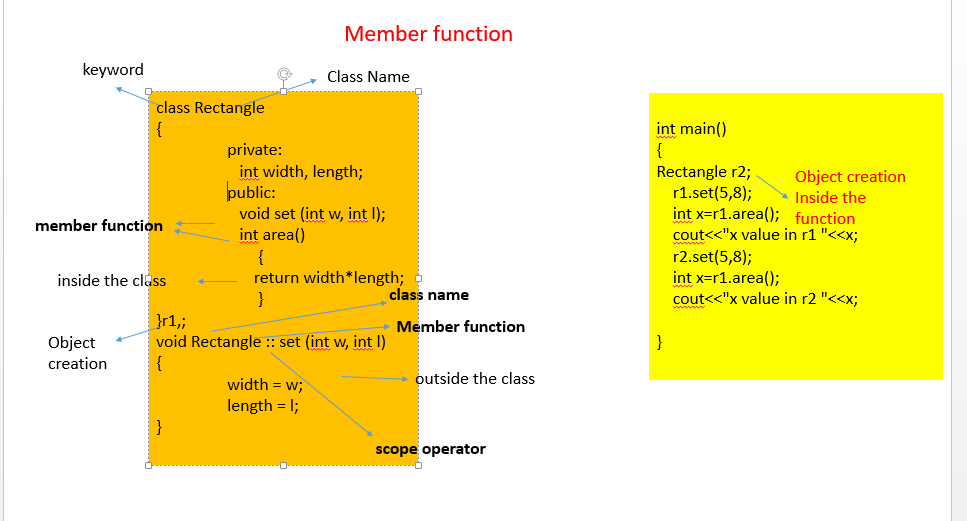 Member function
keyword
Class Name
class Rectangle
{
private:
int width, length;
public:
void set (int w, int l);
member function
int area()
{
inside the class
return width*length;
}
class name
}r1,;
Member function
Object
creation
void Rectangle :: set (int w, int l)
{
outside the class
width = w;
length = l;
}
scope operator
int main()
{
Rectangle r2;
Object creation
Inside the
function
r1.set(5,8);
int x=r1.area();
cout<<"x value in r1 "<<x;
r2.set(5,8);
int x=r1.area();
cout<<"x value in r2 "<<x;
}